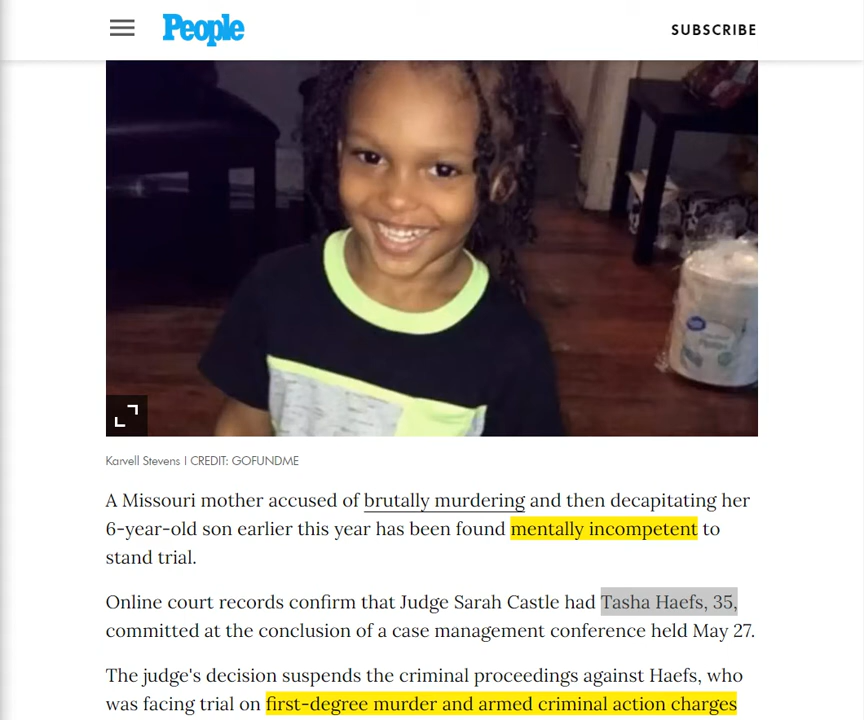 People
SUBSCRIBE
Karvell Stevens | CREDIT: GOFUNDME
A Missouri mother accused of brutally murdering and then decapitating her
6-year-old son earlier this year has been found mentally incompetent to
stand trial.
Online court records confirm that Judge Sarah Castle had Tasha Haefs, 35,
committed at the conclusion of a case management conference held May 27.
The judge's decision suspends the criminal proceedings against Haefs, who
was facing trial on first-degree murder and armed criminal action charges